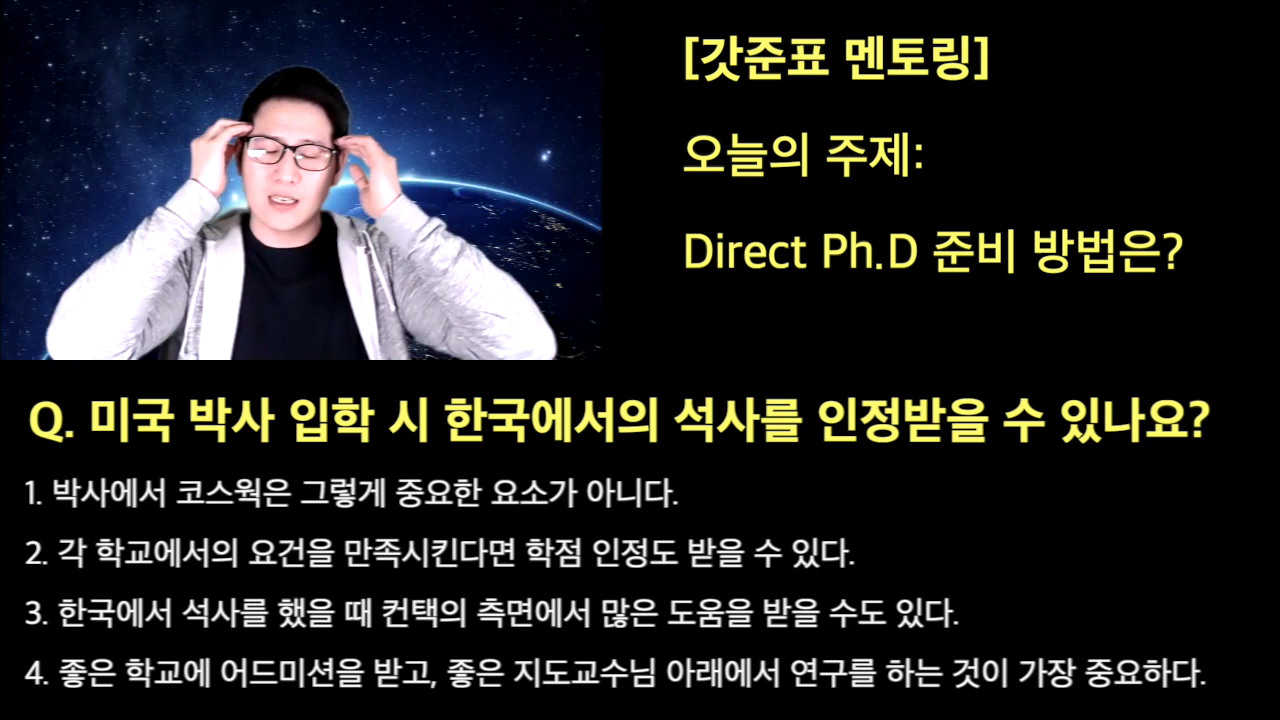 [갓준표 멘토링]
오늘의 주제:
Direct Ph.D 준비 방법은?
Q. 미국 박사 입학 시 한국에서의 석사를 인정받을 수 있나요?
1. 박사에서 코스웍은 그렇게 중요한 요소가 아니다.
2. 각 학교에서의 요건을 만족시킨다면 학점 인정도 받을 수 있다.
3. 한국에서 석사를 했을 때 컨택의 측면에서 많은 도움을 받을 수도 있다.
4. 좋은 학교에 어드미션을 받고, 좋은 지도교수님 아래에서 연구를 하는 것이 가장 중요하다.